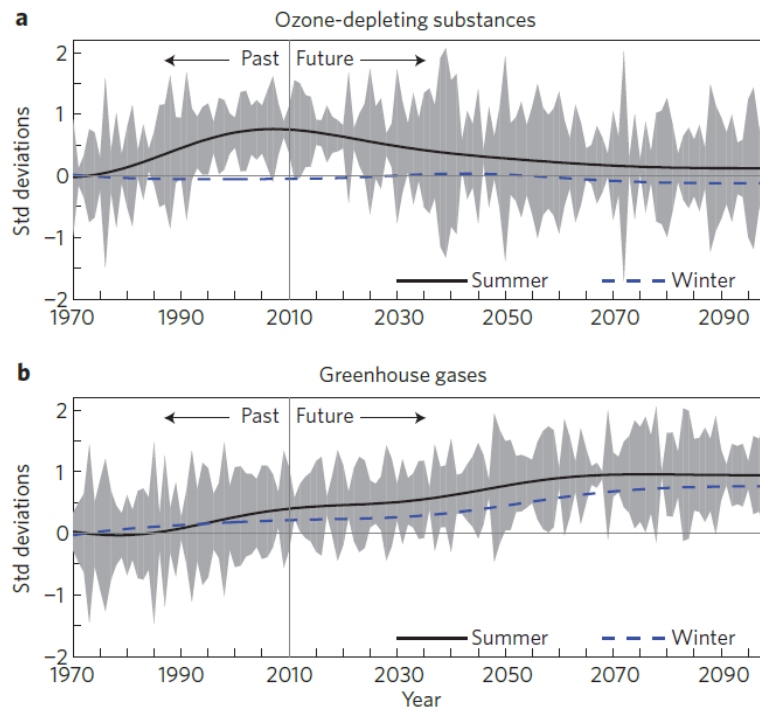 a
Ozone-depleting substances
2
1
0
−1
−2
Std deviations
Past
Future
Summer
Winter
1970 1990 2010 2030 2050 2070 2090
b
Greenhouse gases
2
1
0
−1
−2
Std deviations
Past
Future
Summer
Winter
1970 1990 2010 2030 2050 2070 2090
Year